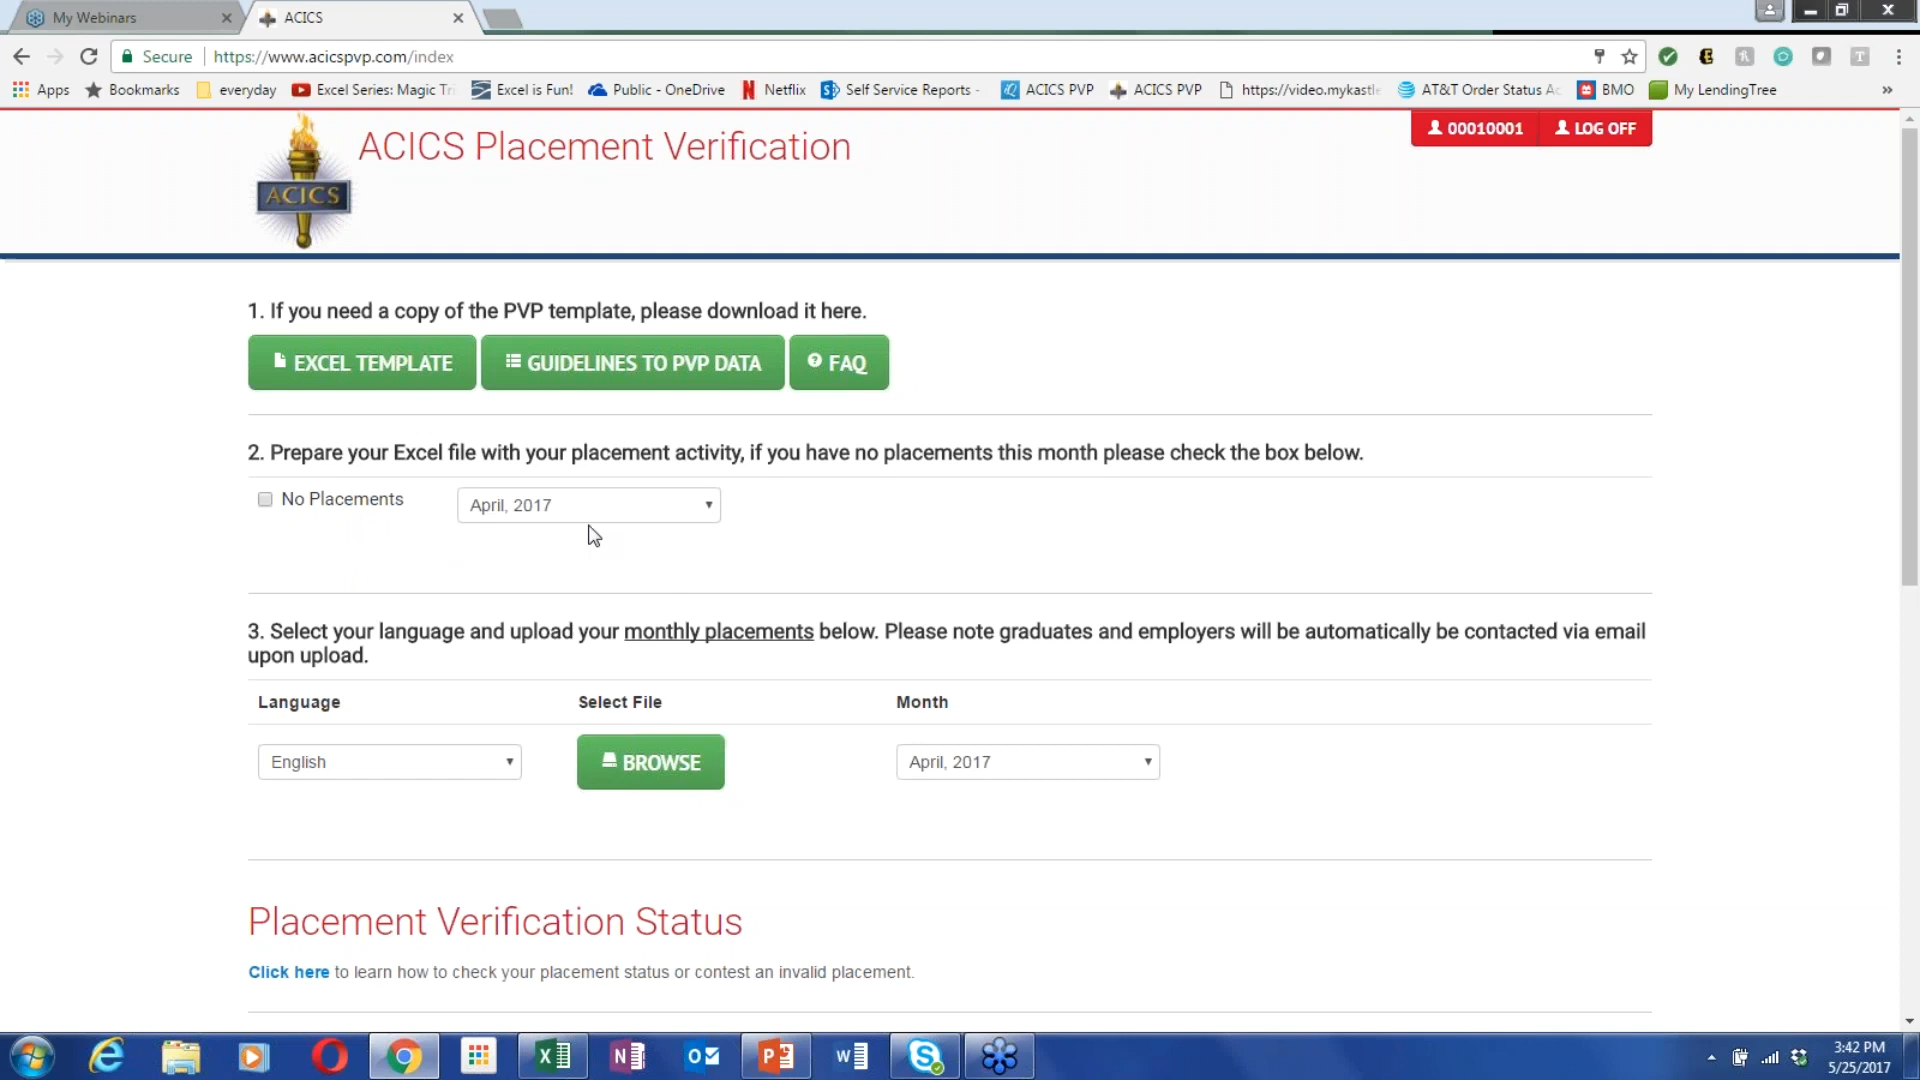 My Webinars
ACICS
Secure
https://www.acicspvp.com/index
Apps
Bookmarks
everyday
Excel Series: Magic Tri
Excel is Fun!
Public - OneDrive
Netflix
Self Service Reports -
ACICS PVP
ACICS PVP
https://video.mykastle
AT&T Order Status Ac
BMO
My LendingTree
»
ACICS
ACICS Placement Verification
00010001
LOG OFF
1. If you need a copy of the PVP template, please download it here.
EXCEL TEMPLATE
GUIDELINES TO PVP DATA
FAQ
2. Prepare your Excel file with your placement activity, if you have no placements this month please check the box below.
No Placements
April, 2017
3. Select your language and upload your monthly placements below. Please note graduates and employers will be automatically be contacted via email
upon upload.
Language
Select File
Month
English
BROWSE
April, 2017
Placement Verification Status
Click here to learn how to check your placement status or contest an invalid placement.
3:42 PM
5/25/2017